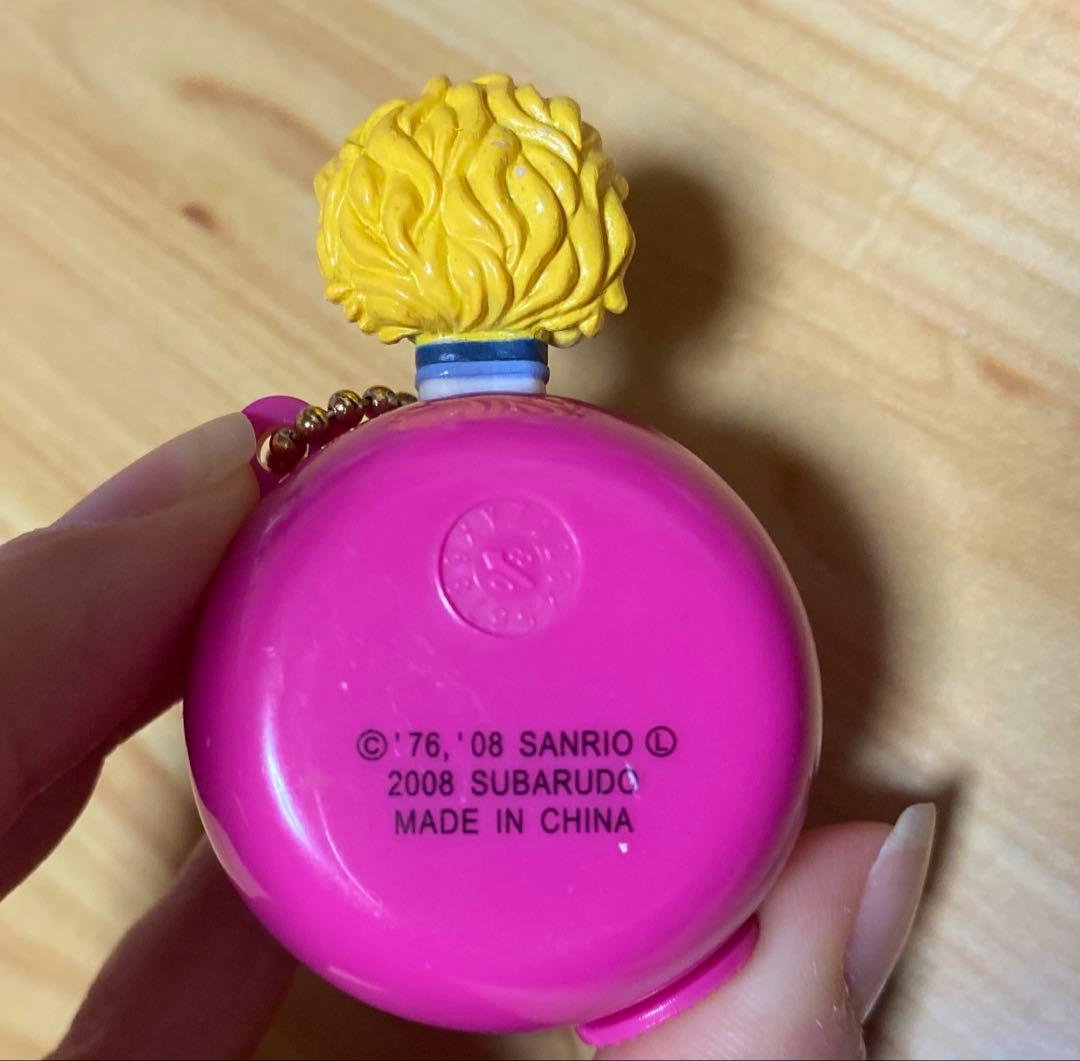 ©'76,'08 SANRIO Ⓛ
2008 SUBARUDO
MADE IN CHINA